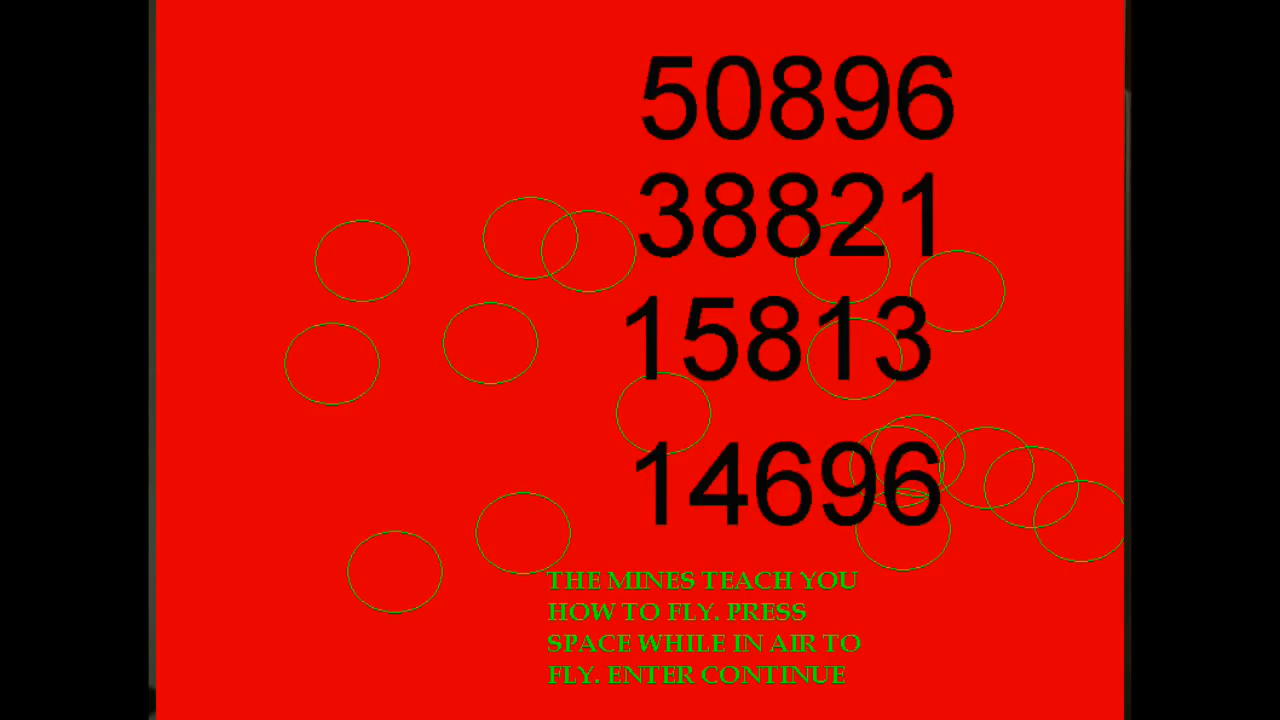 50896
38821
15813
14696
THE MINES TEACH YOU
HOW TO FLY. PRESS
SPACE WHILE IN AIR TO
FLY. ENTER CONTINUE